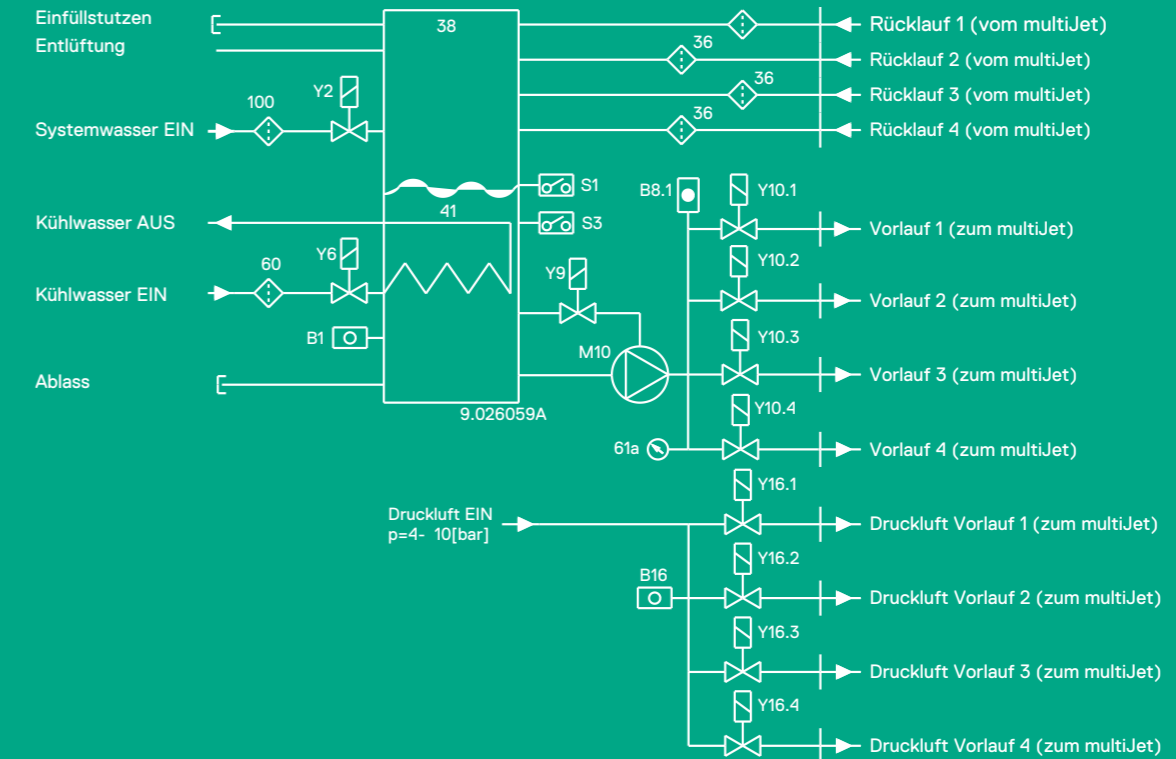 Einfüllstutzen
38
Rücklauf 1 (vom multiJet)
Entlüftung
36
Rücklauf 2 (vom multiJet)
36
Rücklauf 3 (vom multiJet)
100
Y2
Systemwasser EIN
36
Rücklauf 4 (vom multiJet)
S1
B8.1
Y10.1
Kühlwasser AUS
41
S3
Vorlauf 1 (zum multiJet)
60
Y6
Y9
Y10.2
Kühlwasser EIN
Vorlauf 2 (zum multiJet)
B1
M10
Y10.3
Ablass
Vorlauf 3 (zum multiJet)
9.026059A
Y10.4
61a
Vorlauf 4 (zum multiJet)
Y16.1
Druckluft EIN
p=4- 10[bar]
Druckluft Vorlauf 1 (zum multiJet)
Y16.2
B16
Druckluft Vorlauf 2 (zum multiJet)
Y16.3
Druckluft Vorlauf 3 (zum multiJet)
Y16.4
Druckluft Vorlauf 4 (zum multiJet)